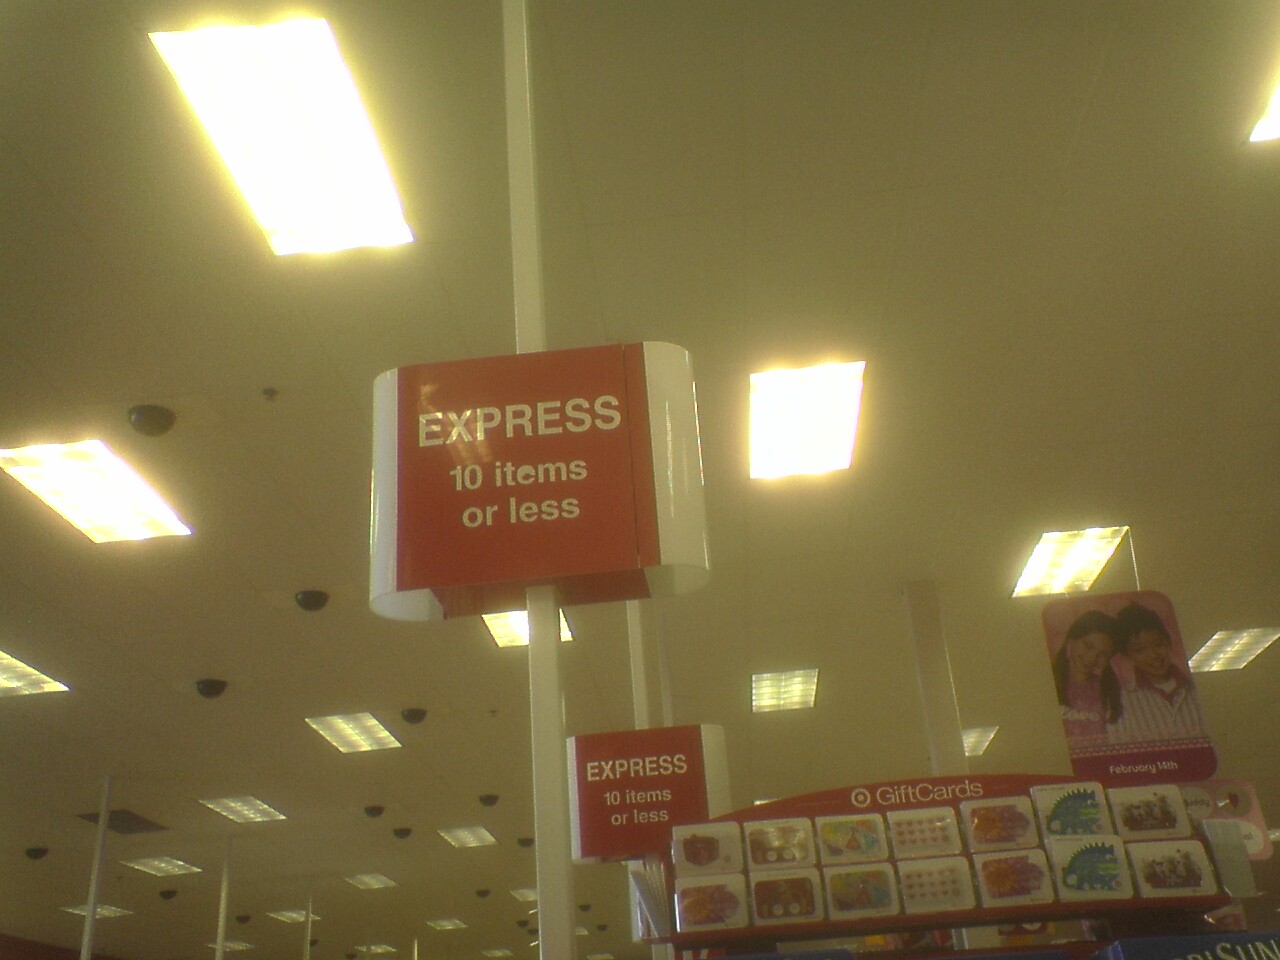 EXPRESS
10 items
or less
EXPRESS
10 items
or less
GiftCards
February 14th